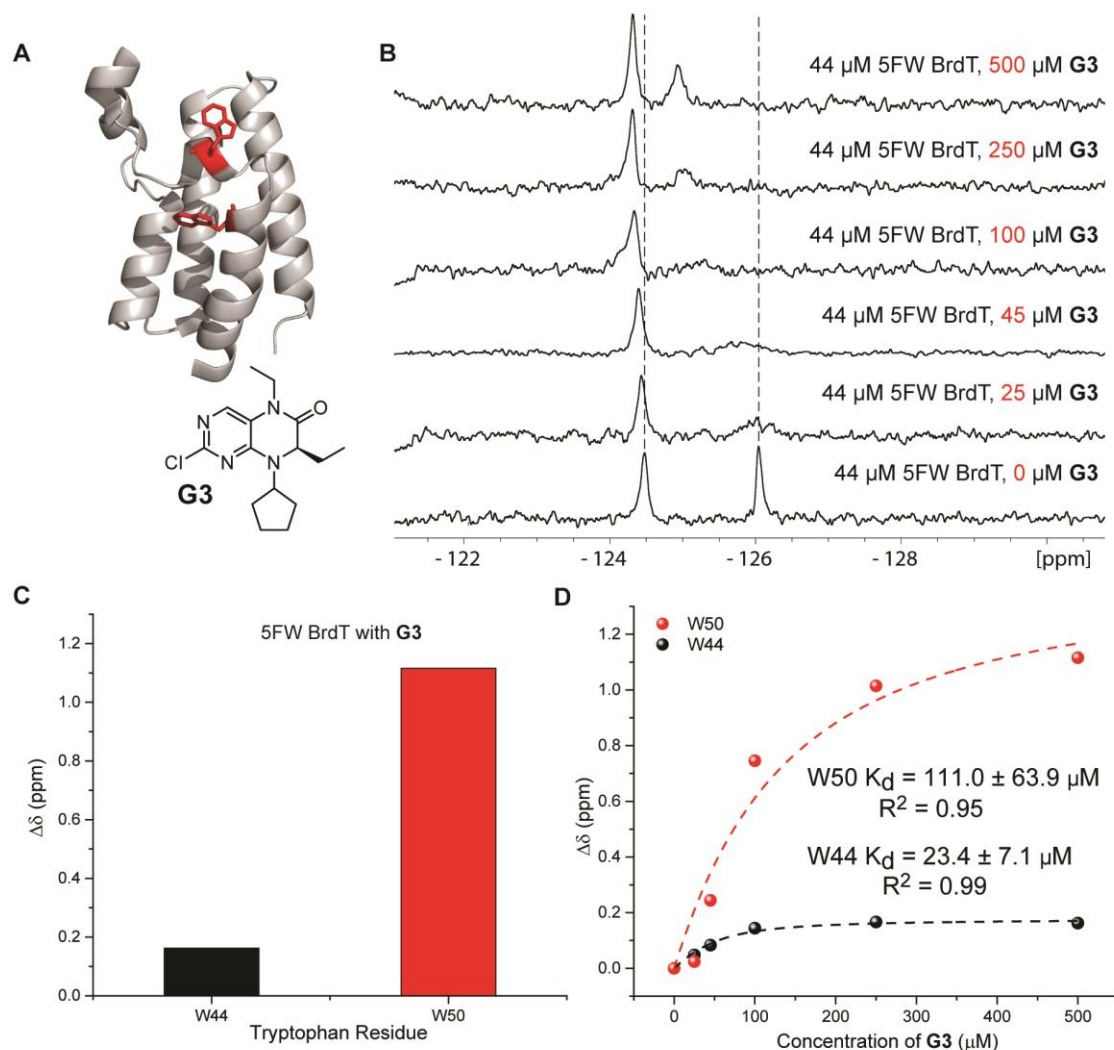 A
N
O
N
Cl
N
N
G3
B
44 µM 5FW BrdT, 500 µM G3
44 µM 5FW BrdT, 250 µM G3
44 µM 5FW BrdT, 100 µM G3
44 µM 5FW BrdT, 45 µM G3
44 µM 5FW BrdT, 25 µM G3
44 µM 5FW BrdT, 0 µM G3
- 122 - 124 - 126 - 128 [ppm]
C
5FW BrdT with G3
1.2
1.0
0.8
0.6
0.4
0.2
0.0
Δδ (ppm)
W44 W50
Tryptophan Residue
D
W50
W44
1.2
1.0
0.8
0.6
0.4
0.2
0.0
Δδ (ppm)
W50 Kd = 111.0 ± 63.9 µM
R² = 0.95
W44 Kd = 23.4 ± 7.1 µM
R² = 0.99
0 100 200 300 400 500
Concentration of G3 (µM)